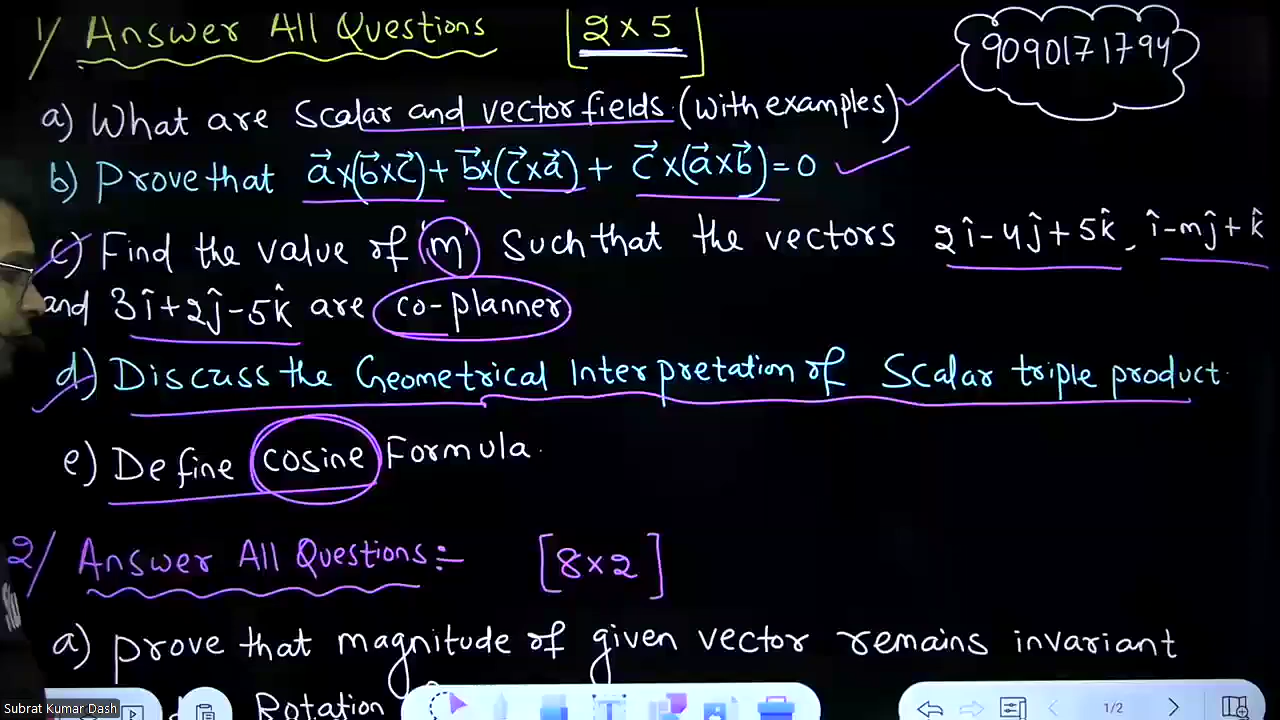 1/ Answer All Questions [2 × 5]
9090171794
a) What are scalar and vector fields (with examples)
b) Prove that a⃗×(b⃗×c⃗)+ b⃗×(c⃗×a⃗) + c⃗×(a⃗×b⃗)=0
c) Find the value of 'm' Such that the vectors 2î-4ĵ+5k̂, î-mĵ+k̂
and 3î+2ĵ-5k̂ are co-planner
d) Discuss the Geometrical Interpretation of Scalar triple product.
e) Define cosine Formula.
2/ Answer All Questions:- [8×2]
a) prove that magnitude of given vector remains invariant
Rotation
Subrat Kumar Dash
1/2